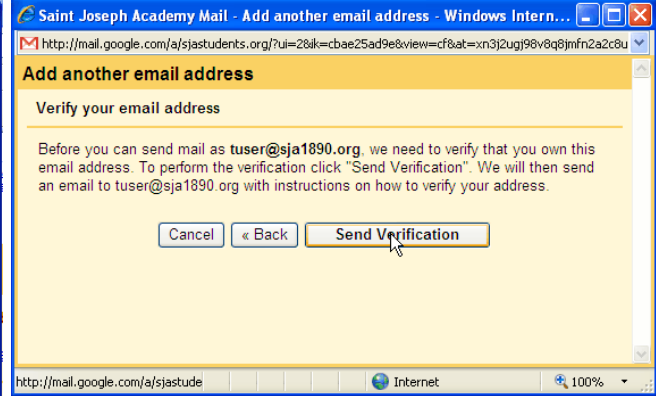 Saint Joseph Academy Mail - Add another email address - Windows Intern...
http://mail.google.com/a/sjastudents.org/?ui=2&ik=cbae25ad9e&view=cf&at=xn3j2ugj98v8q8jmfn2a2c8u
Add another email address
Verify your email address
Before you can send mail as tuser@sja1890.org, we need to verify that you own this
email address. To perform the verification click "Send Verification". We will then send
an email to tuser@sja1890.org with instructions on how to verify your address.
Cancel « Back Send Verification
http://mail.google.com/a/sjastude Internet 100%